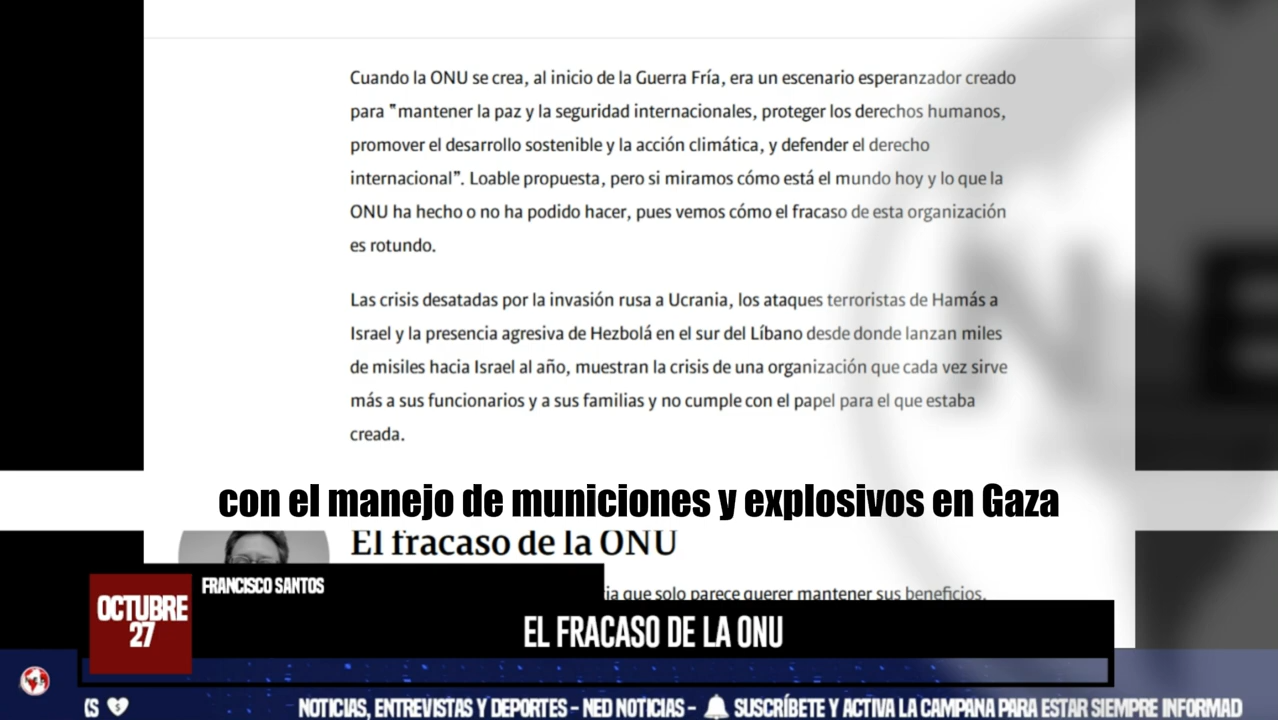 Cuando la ONU se crea, al inicio de la Guerra Fría, era un escenario esperanzador creado
para "mantener la paz y la seguridad internacionales, proteger los derechos humanos,
promover el desarrollo sostenible y la acción climática, y defender el derecho
internacional”. Loable propuesta, pero si miramos cómo está el mundo hoy y lo que la
ONU ha hecho o no ha podido hacer, pues vemos cómo el fracaso de esta organización
es rotundo.
Las crisis desatadas por la invasión rusa a Ucrania, los ataques terroristas de Hamás a
Israel y la presencia agresiva de Hezbolá en el sur del Líbano desde donde lanzan miles
de misiles hacia Israel al año, muestran la crisis de una organización que cada vez sirve
más a sus funcionarios y a sus familias y no cumple con el papel para el que estaba
creada.
con el manejo de municiones y explosivos en Gaza
El fracaso de la ONU
que solo parece querer mantener sus beneficios.
FRANCISCO SANTOS
OCTUBRE
27
EL FRACASO DE LA ONU
NOTICIAS, ENTREVISTAS Y DEPORTES - NED NOTICIAS - SUSCRÍBETE Y ACTIVA LA CAMPANA PARA ESTAR SIEMPRE INFORMAD